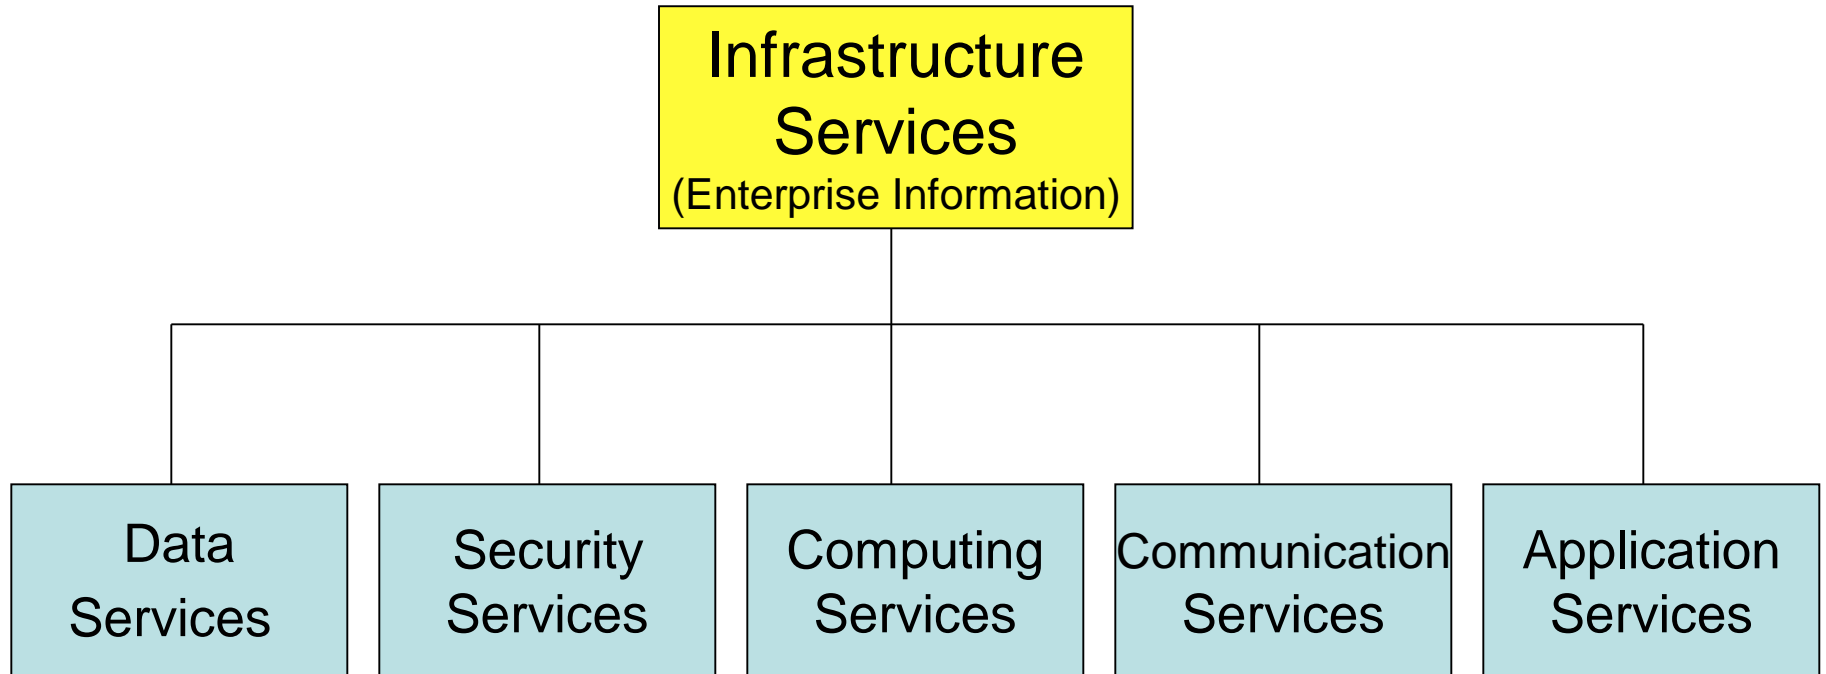 Infrastructure
Services
(Enterprise Information)
Data
Services
Security
Services
Computing
Services
Communication
Services
Application
Services